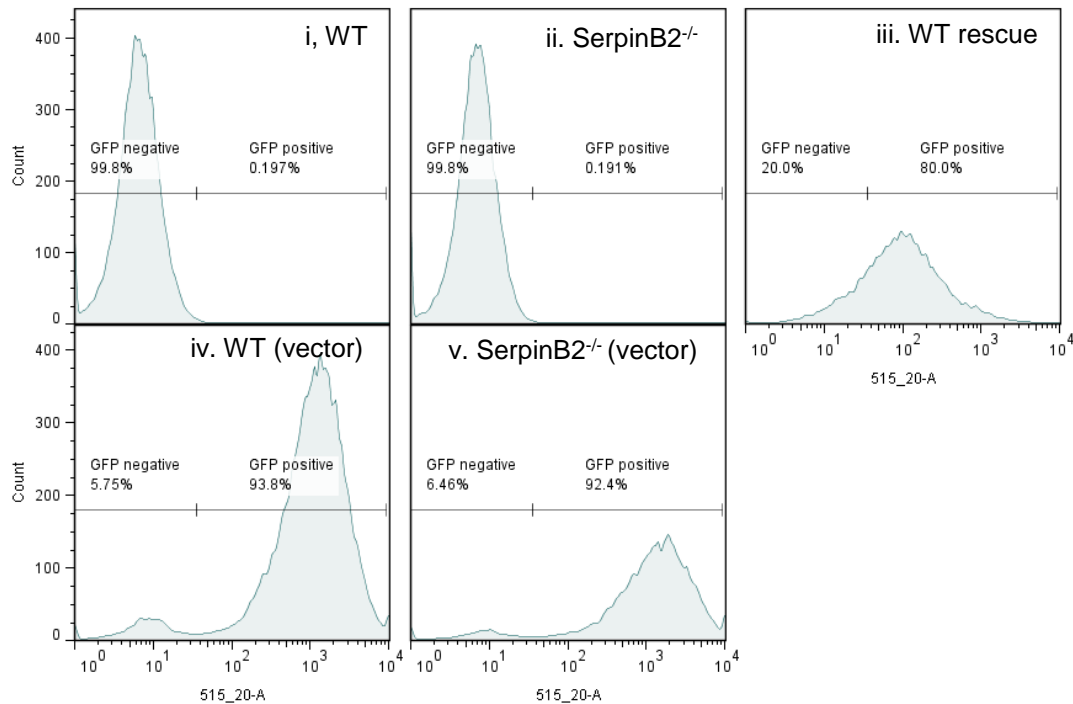 i, WT
400
300
200
100
0
Count
GFP negative
99.8%
GFP positive
0.197%
ii. SerpinB2-/-
GFP negative
99.8%
GFP positive
0.191%
iii. WT rescue
GFP negative
20.0%
GFP positive
80.0%
10^0 10^1 10^2 10^3 10^4
515_20-A
iv. WT (vector)
400
300
200
100
0
Count
GFP negative
5.75%
GFP positive
93.8%
10^0 10^1 10^2 10^3 10^4
515_20-A
v. SerpinB2-/- (vector)
GFP negative
6.46%
GFP positive
92.4%
10^0 10^1 10^2 10^3 10^4
515_20-A